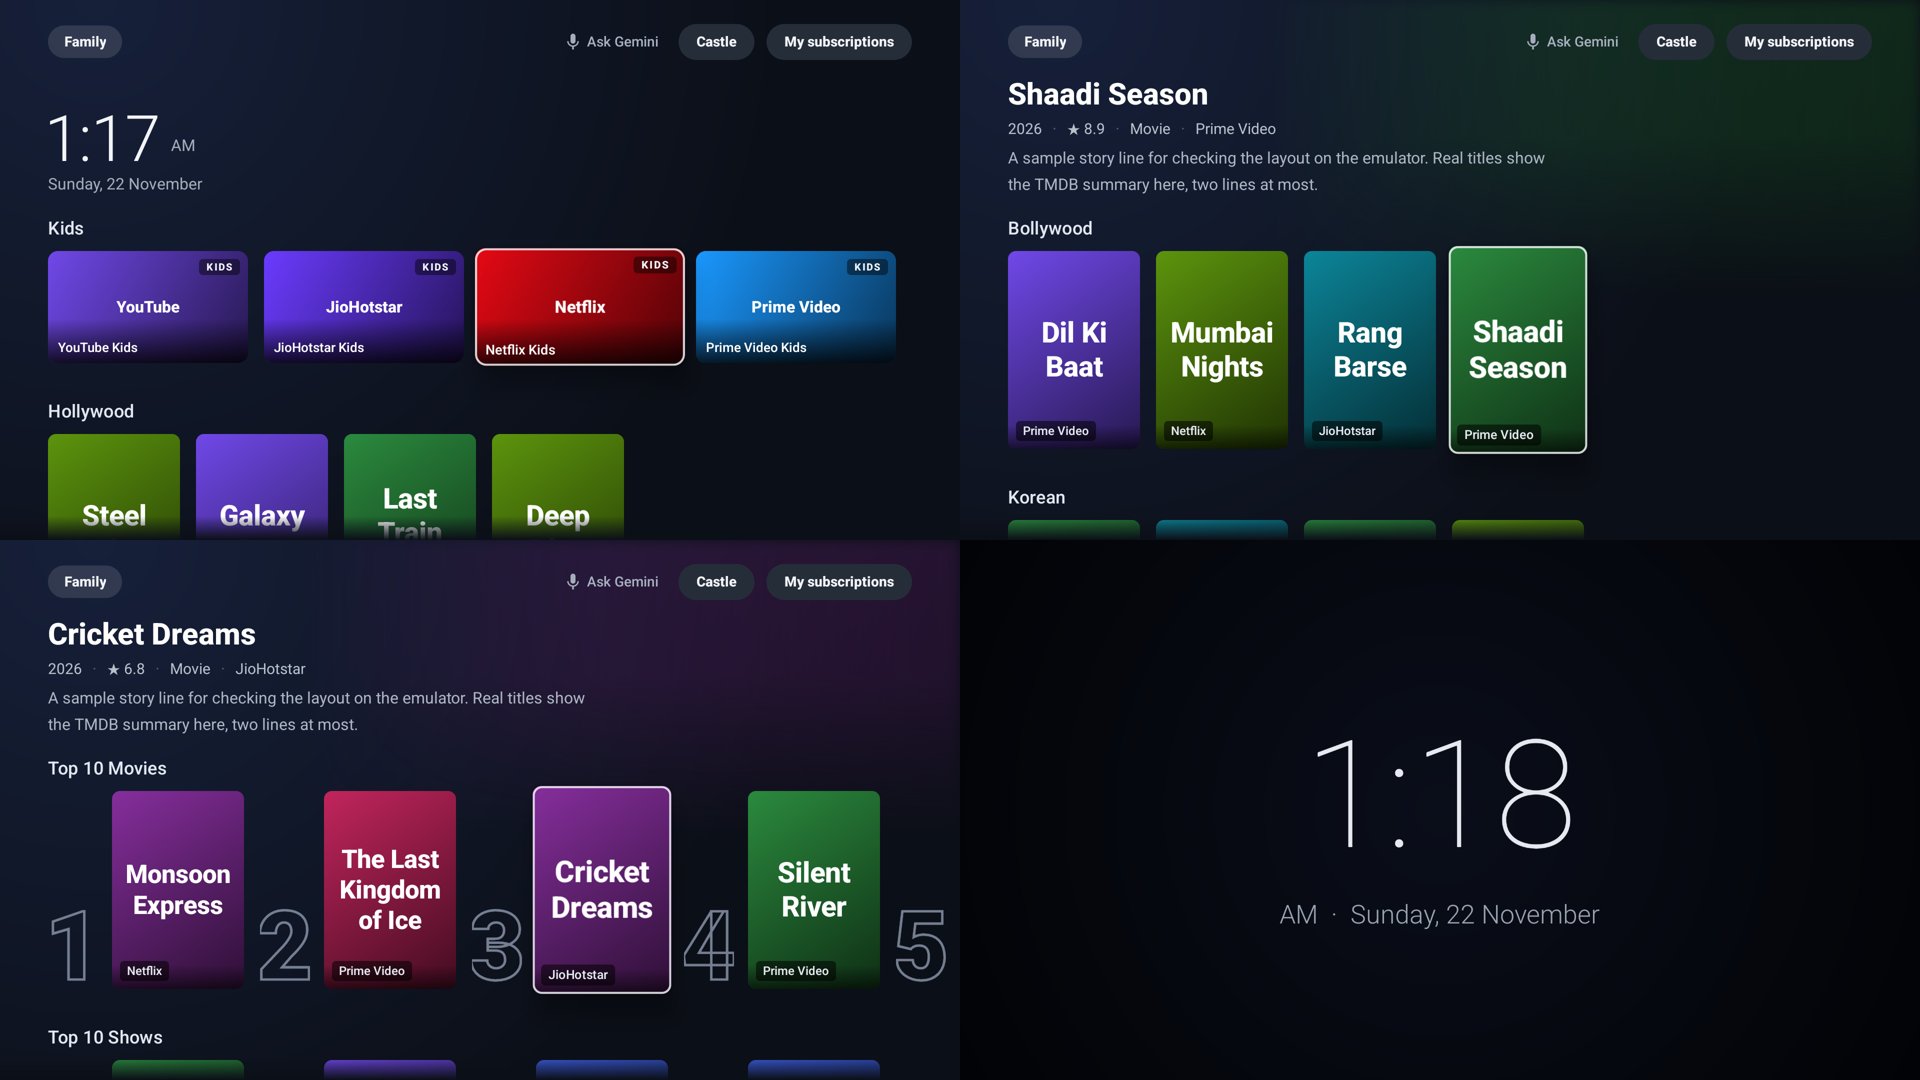 Family
Ask Gemini
Castle
My subscriptions
1:17 AM
Sunday, 22 November
Kids
KIDS
YouTube
YouTube Kids
KIDS
JioHotstar
JioHotstar Kids
KIDS
Netflix
Netflix Kids
KIDS
Prime Video
Prime Video Kids
Hollywood
Steel
Galaxy
Last
Train
Deep
Family
Ask Gemini
Castle
My subscriptions
Shaadi Season
2026 · ★ 8.9 · Movie · Prime Video
A sample story line for checking the layout on the emulator. Real titles show
the TMDB summary here, two lines at most.
Bollywood
Dil Ki
Baat
Prime Video
Mumbai
Nights
Netflix
Rang
Barse
JioHotstar
Shaadi
Season
Prime Video
Korean
Family
Ask Gemini
Castle
My subscriptions
Cricket Dreams
2026 · ★ 6.8 · Movie · JioHotstar
A sample story line for checking the layout on the emulator. Real titles show
the TMDB summary here, two lines at most.
Top 10 Movies
1
Monsoon
Express
Netflix
2
The Last
Kingdom
of Ice
Prime Video
3
Cricket
Dreams
JioHotstar
4
Silent
River
Prime Video
5
Top 10 Shows
1:18
AM · Sunday, 22 November